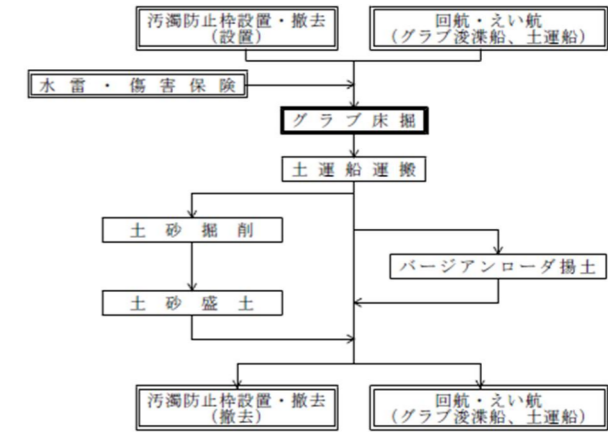 汚濁防止枠設置・撤去
(設置)
回航・えい航
(グラブ浚渫船、土運船)
水雷・傷害保険
グラブ床掘
土運船運搬
土砂掘削
バージアンローダ揚土
土砂盛土
汚濁防止枠設置・撤去
(撤去)
回航・えい航
(グラブ浚渫船、土運船)